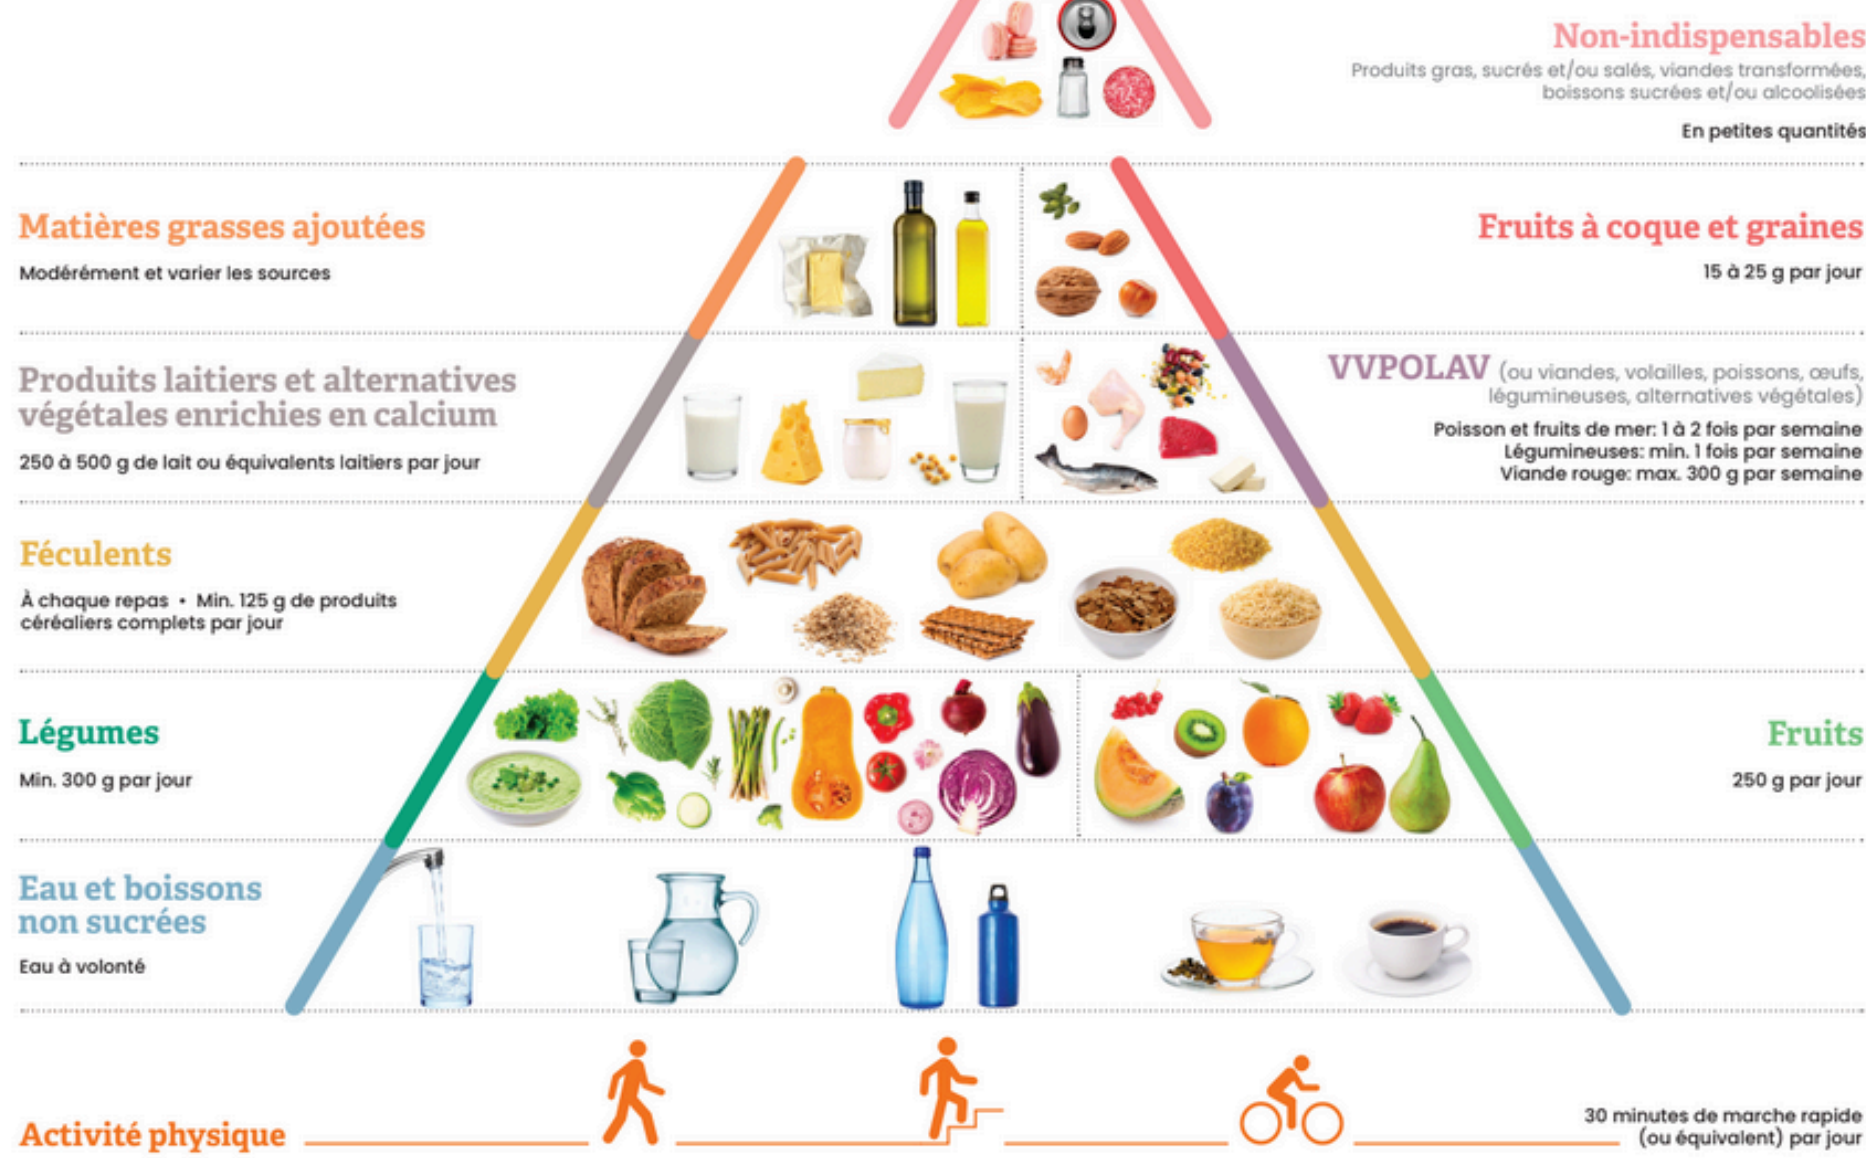 Non-indispensables
Produits gras, sucrés et/ou salés, viandes transformées,
boissons sucrées et/ou alcoolisées
En petites quantités
Matières grasses ajoutées
Modérément et varier les sources
Fruits à coque et graines
15 à 25 g par jour
Produits laitiers et alternatives
végétales enrichies en calcium
250 à 500 g de lait ou équivalents laitiers par jour
VVPOLAV (ou viandes, volailles, poissons, œufs,
légumineuses, alternatives végétales)
Poisson et fruits de mer: 1 à 2 fois par semaine
Légumineuses: min. 1 fois par semaine
Viande rouge: max. 300 g par semaine
Féculents
À chaque repas • Min. 125 g de produits
céréaliers complets par jour
Légumes
Min. 300 g par jour
Fruits
250 g par jour
Eau et boissons
non sucrées
Eau à volonté
Activité physique
30 minutes de marche rapide
(ou équivalent) par jour